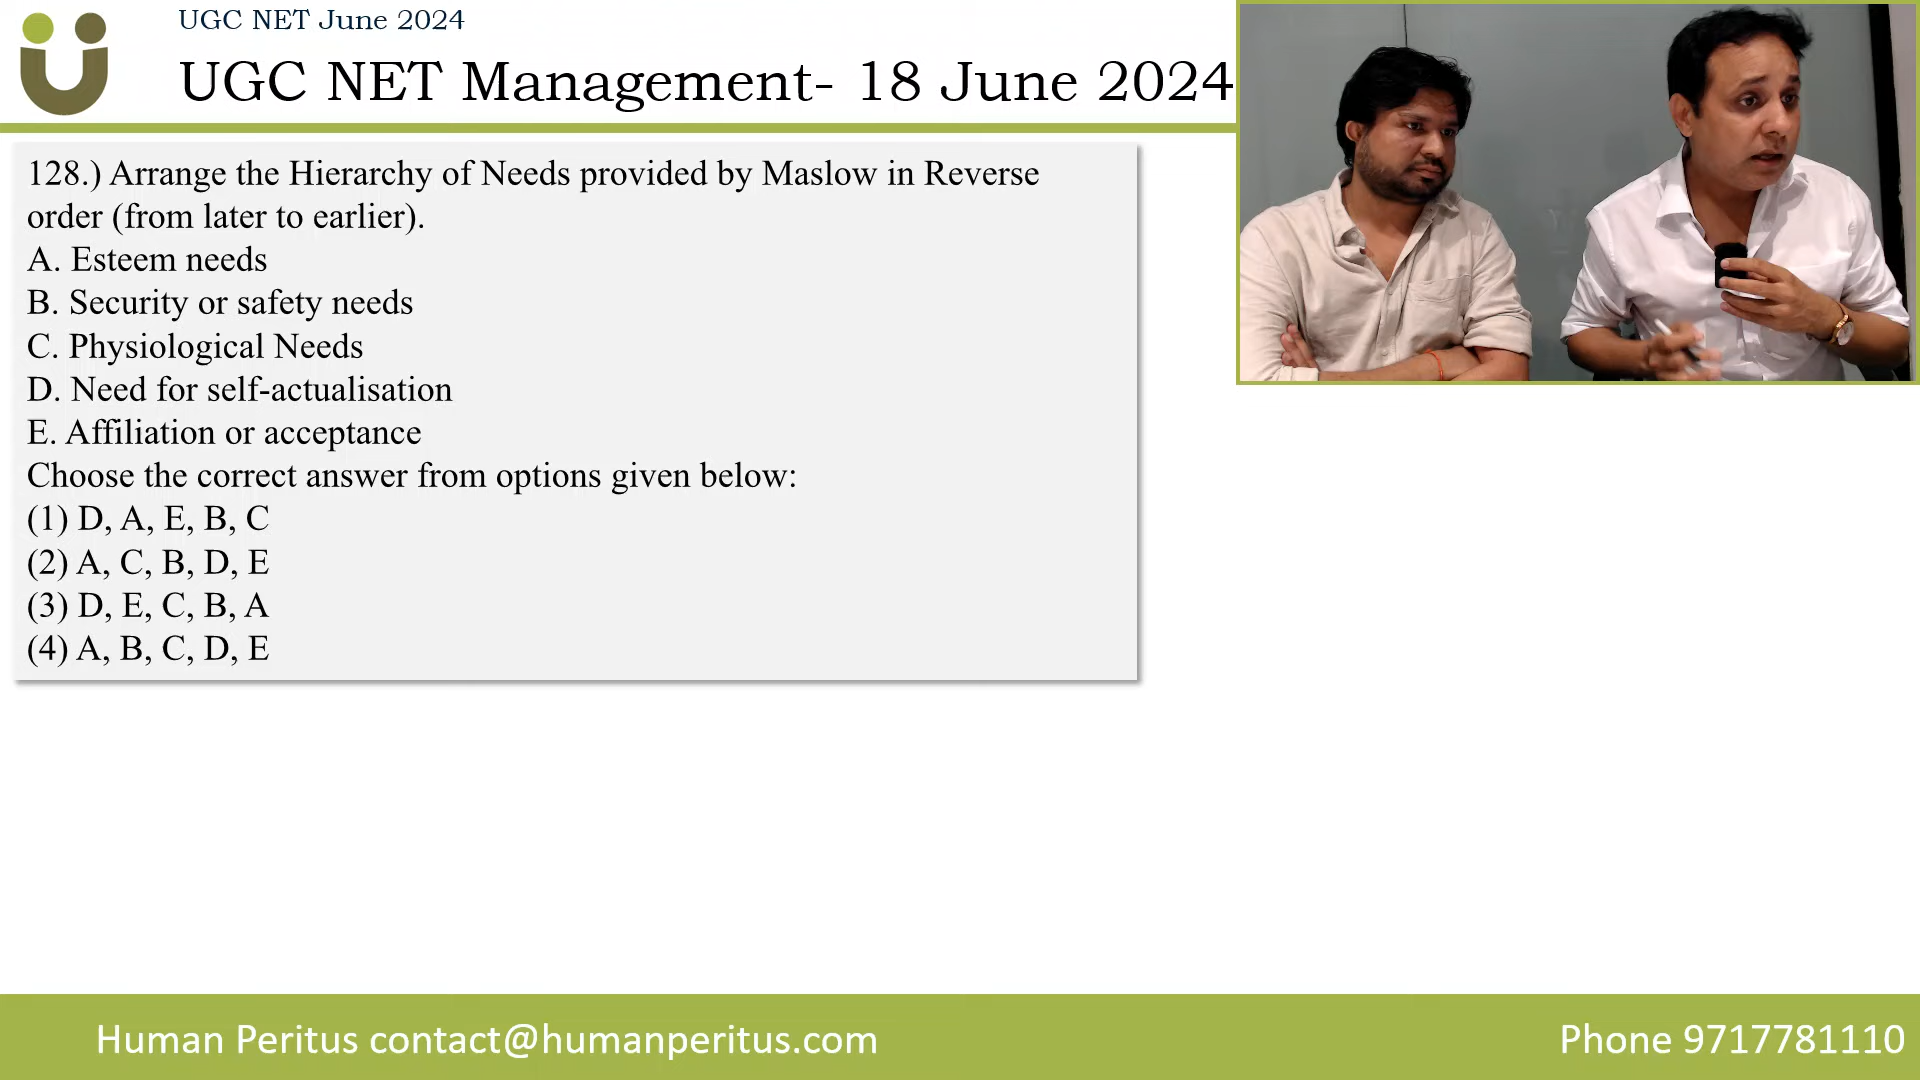 UGC NET June 2024
UGC NET Management- 18 June 2024
128.) Arrange the Hierarchy of Needs provided by Maslow in Reverse
order (from later to earlier).
A. Esteem needs
B. Security or safety needs
C. Physiological Needs
D. Need for self-actualisation
E. Affiliation or acceptance
Choose the correct answer from options given below:
(1) D, A, E, B, C
(2) A, C, B, D, E
(3) D, E, C, B, A
(4) A, B, C, D, E
Human Peritus contact@humanperitus.com
Phone 9717781110